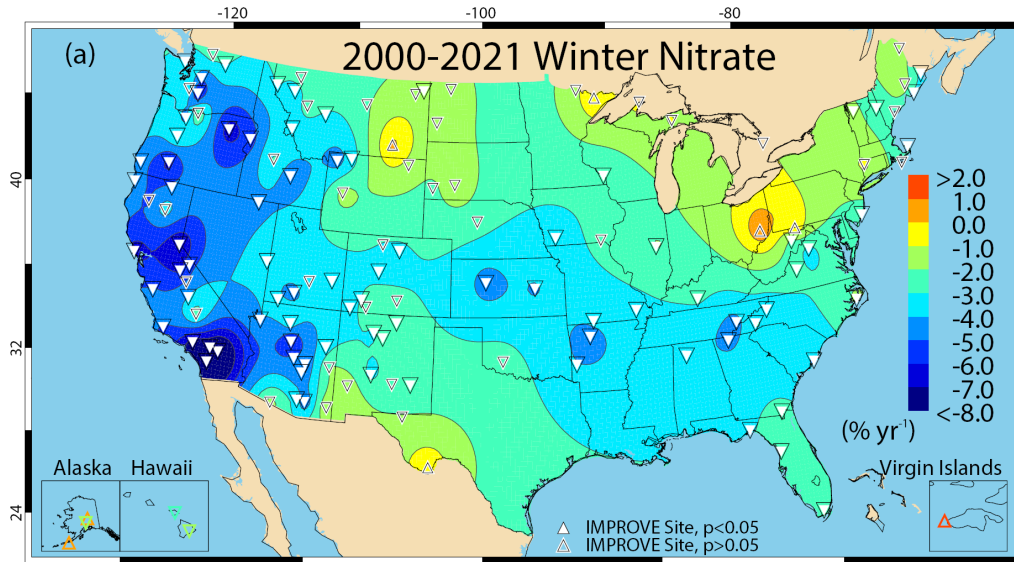 -120 -100 -80
(a) 2000-2021 Winter Nitrate
40
32
24
>2.0
1.0
0.0
-1.0
-2.0
-3.0
-4.0
-5.0
-6.0
-7.0
<-8.0
(% yr⁻¹)
Alaska Hawaii Virgin Islands
IMPROVE Site, p<0.05
IMPROVE Site, p>0.05